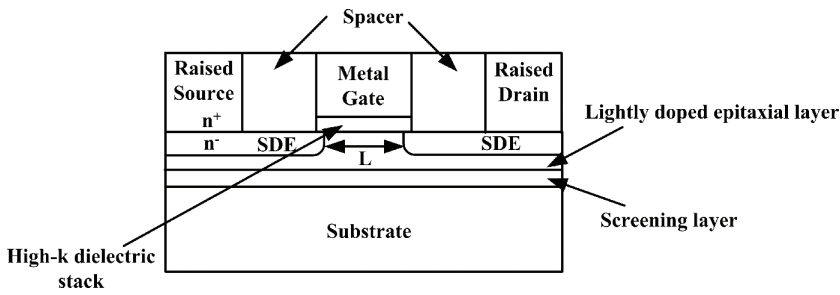 Spacer
Raised
Source
n+
Metal
Gate
Raised
Drain
Lightly doped epitaxial layer
n-
SDE
L
SDE
Screening layer
Substrate
High-k dielectric
stack